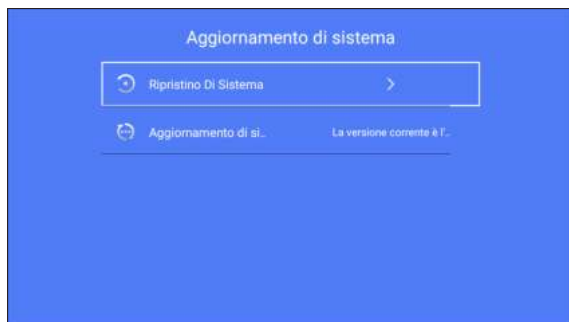 Aggiornamento di sistema
Ripristino Di Sistema
Aggiornamento di si..
La versione corrente è l'..